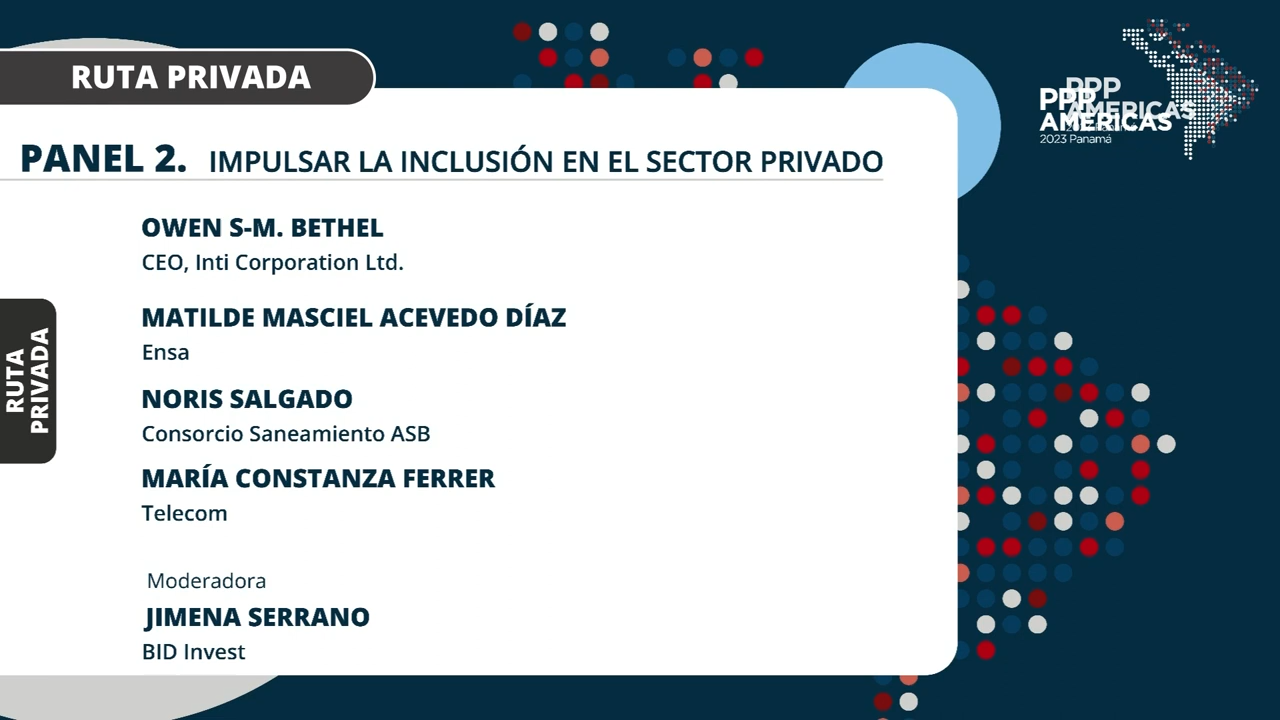 RUTA PRIVADA
PANEL 2. IMPULSAR LA INCLUSIÓN EN EL SECTOR PRIVADO
OWEN S-M. BETHEL
CEO, Inti Corporation Ltd.
MATILDE MASCIEL ACEVEDO DÍAZ
Ensa
NORIS SALGADO
Consorcio Saneamiento ASB
MARÍA CONSTANZA FERRER
Telecom
Moderadora
JIMENA SERRANO
BID Invest
RUTA
PRIVADA
PPP
AMERICAS
PPP
AMERICAS
2023 Panamá